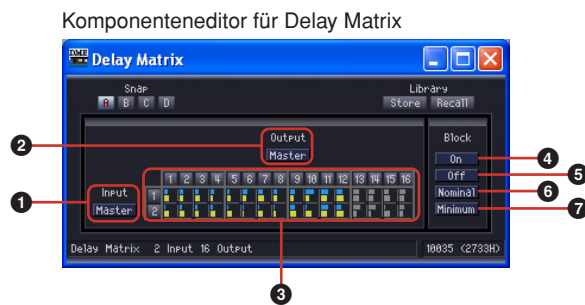 Komponenteneditor für Delay Matrix
DME Delay Matrix
Snap
A B C D
Library
Store Recall
2
Output
Master
Block
On 4
Off 5
Nominal 6
Minimum 7
1 2 3 4 5 6 7 8 9 10 11 12 13 14 15 16
Input
1 Master 1
2
Delay Matrix 2 Input 16 Output 10035 (2733H)
3